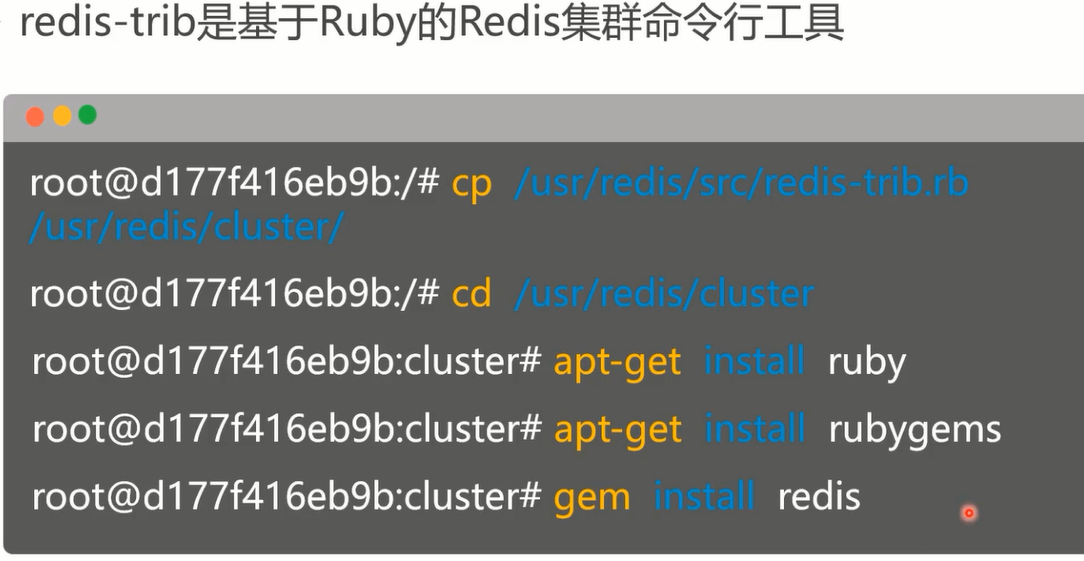 redis-trib是基于Ruby的Redis集群命令行工具
root@d177f416eb9b:/# cp /usr/redis/src/redis-trib.rb
/usr/redis/cluster/
root@d177f416eb9b:/# cd /usr/redis/cluster
root@d177f416eb9b:cluster# apt-get install ruby
root@d177f416eb9b:cluster# apt-get install rubygems
root@d177f416eb9b:cluster# gem install redis